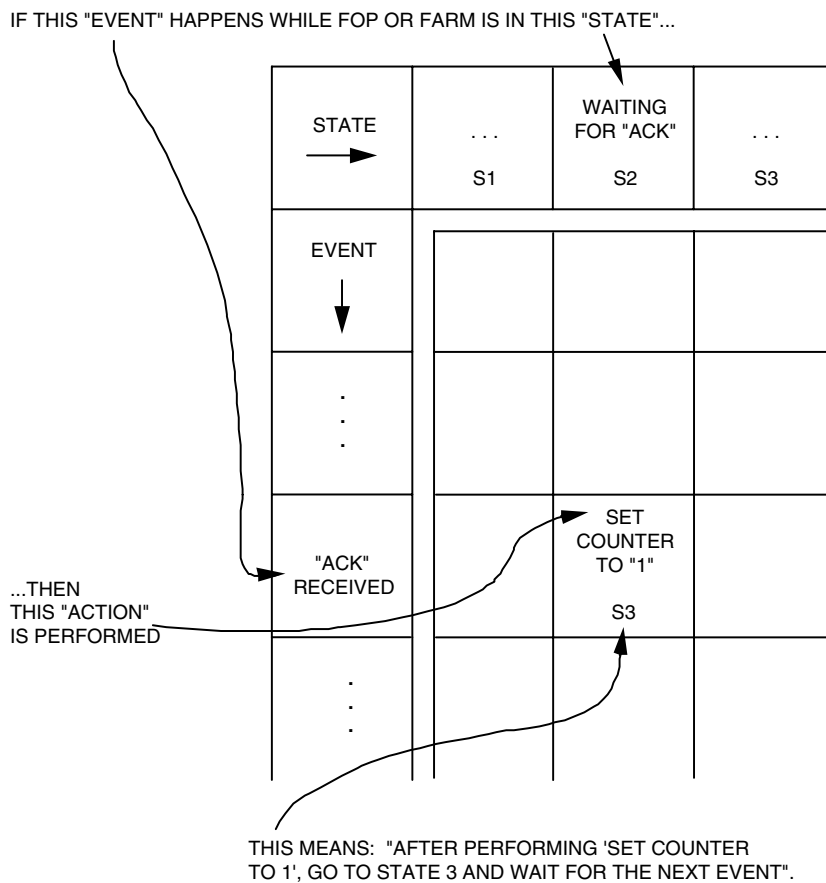 IF THIS "EVENT" HAPPENS WHILE FOP OR FARM IS IN THIS "STATE"...
STATE
. . .
S1
WAITING
FOR "ACK"
S2
. . .
S3
EVENT
.
.
.
"ACK"
RECEIVED
SET
COUNTER
TO "1"
S3
...THEN
THIS "ACTION"
IS PERFORMED
.
.
.
THIS MEANS: "AFTER PERFORMING 'SET COUNTER
TO 1', GO TO STATE 3 AND WAIT FOR THE NEXT EVENT".